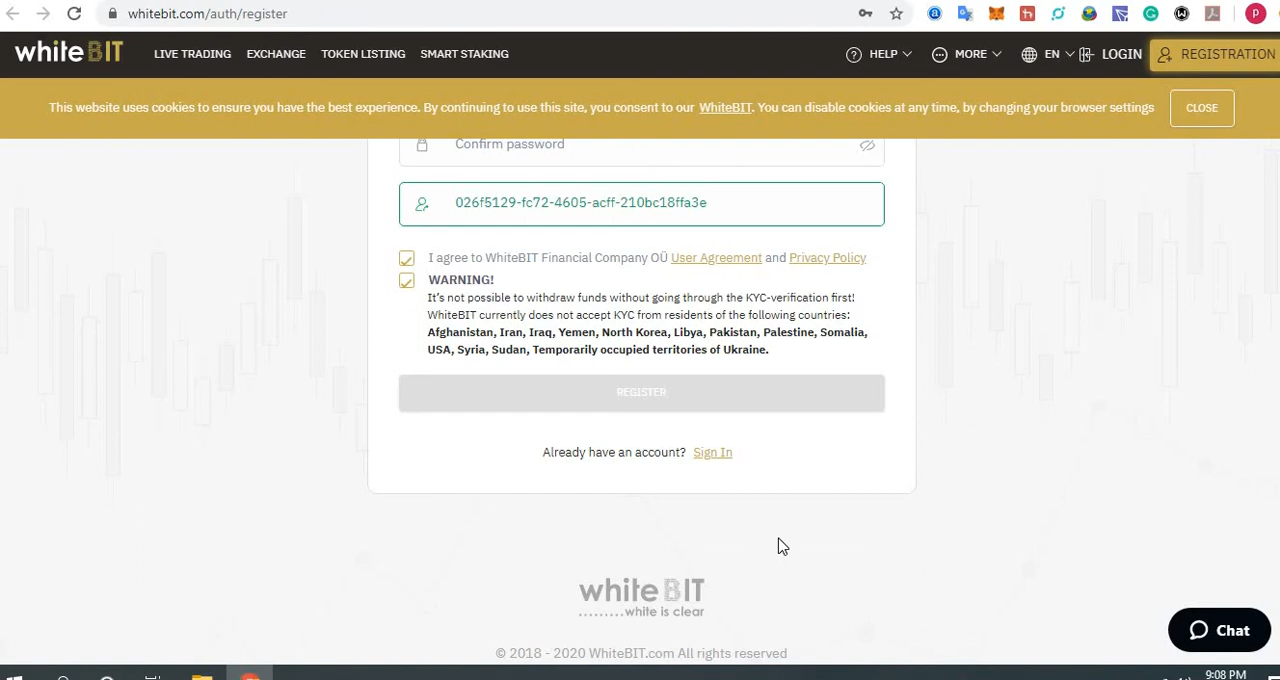 whitebit.com/auth/register
whiteBIT LIVE TRADING EXCHANGE TOKEN LISTING SMART STAKING HELP MORE EN LOGIN REGISTRATION
This website uses cookies to ensure you have the best experience. By continuing to use this site, you consent to our WhiteBIT. You can disable cookies at any time, by changing your browser settings CLOSE
Confirm password
026f5129-fc72-4605-acff-210bc18ffa3e
I agree to WhiteBIT Financial Company OÜ User Agreement and Privacy Policy
WARNING!
It's not possible to withdraw funds without going through the KYC-verification first!
WhiteBIT currently does not accept KYC from residents of the following countries:
Afghanistan, Iran, Iraq, Yemen, North Korea, Libya, Pakistan, Palestine, Somalia,
USA, Syria, Sudan, Temporarily occupied territories of Ukraine.
REGISTER
Already have an account? Sign In
white BIT
.........white is clear
Chat
© 2018 - 2020 WhiteBIT.com All rights reserved
9:08 PM